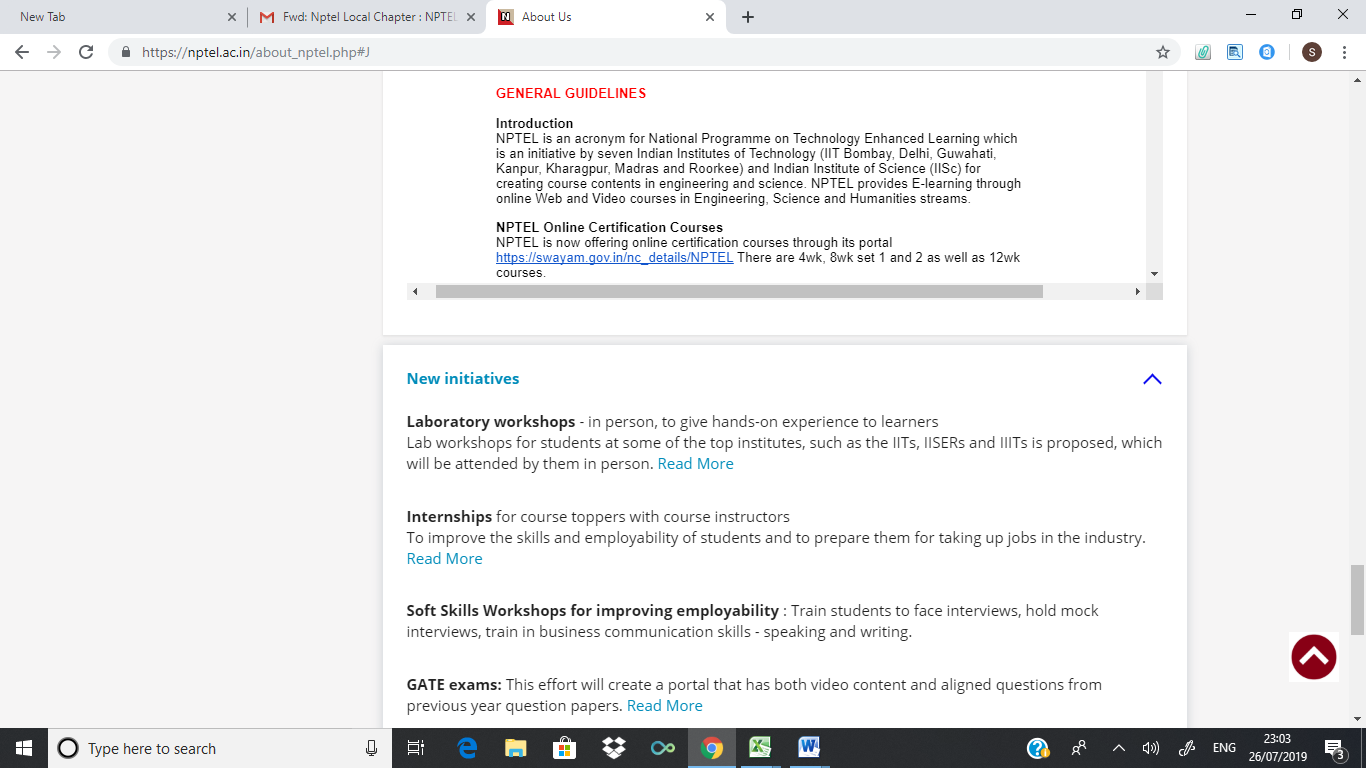 New Tab
Fwd: Nptel Local Chapter : NPTEL
About Us
https://nptel.ac.in/about_nptel.php#J
S
GENERAL GUIDELINES
Introduction
NPTEL is an acronym for National Programme on Technology Enhanced Learning which
is an initiative by seven Indian Institutes of Technology (IIT Bombay, Delhi, Guwahati,
Kanpur, Kharagpur, Madras and Roorkee) and Indian Institute of Science (IISc) for
creating course contents in engineering and science. NPTEL provides E-learning through
online Web and Video courses in Engineering, Science and Humanities streams.
NPTEL Online Certification Courses
NPTEL is now offering online certification courses through its portal
https://swayam.gov.in/nc_details/NPTEL There are 4wk, 8wk set 1 and 2 as well as 12wk
courses.
New initiatives
Laboratory workshops - in person, to give hands-on experience to learners
Lab workshops for students at some of the top institutes, such as the IITs, IISERs and IIITs is proposed, which
will be attended by them in person. Read More
Internships for course toppers with course instructors
To improve the skills and employability of students and to prepare them for taking up jobs in the industry.
Read More
Soft Skills Workshops for improving employability : Train students to face interviews, hold mock
interviews, train in business communication skills - speaking and writing.
GATE exams: This effort will create a portal that has both video content and aligned questions from
previous year question papers. Read More
Type here to search
ENG
23:03
26/07/2019
3